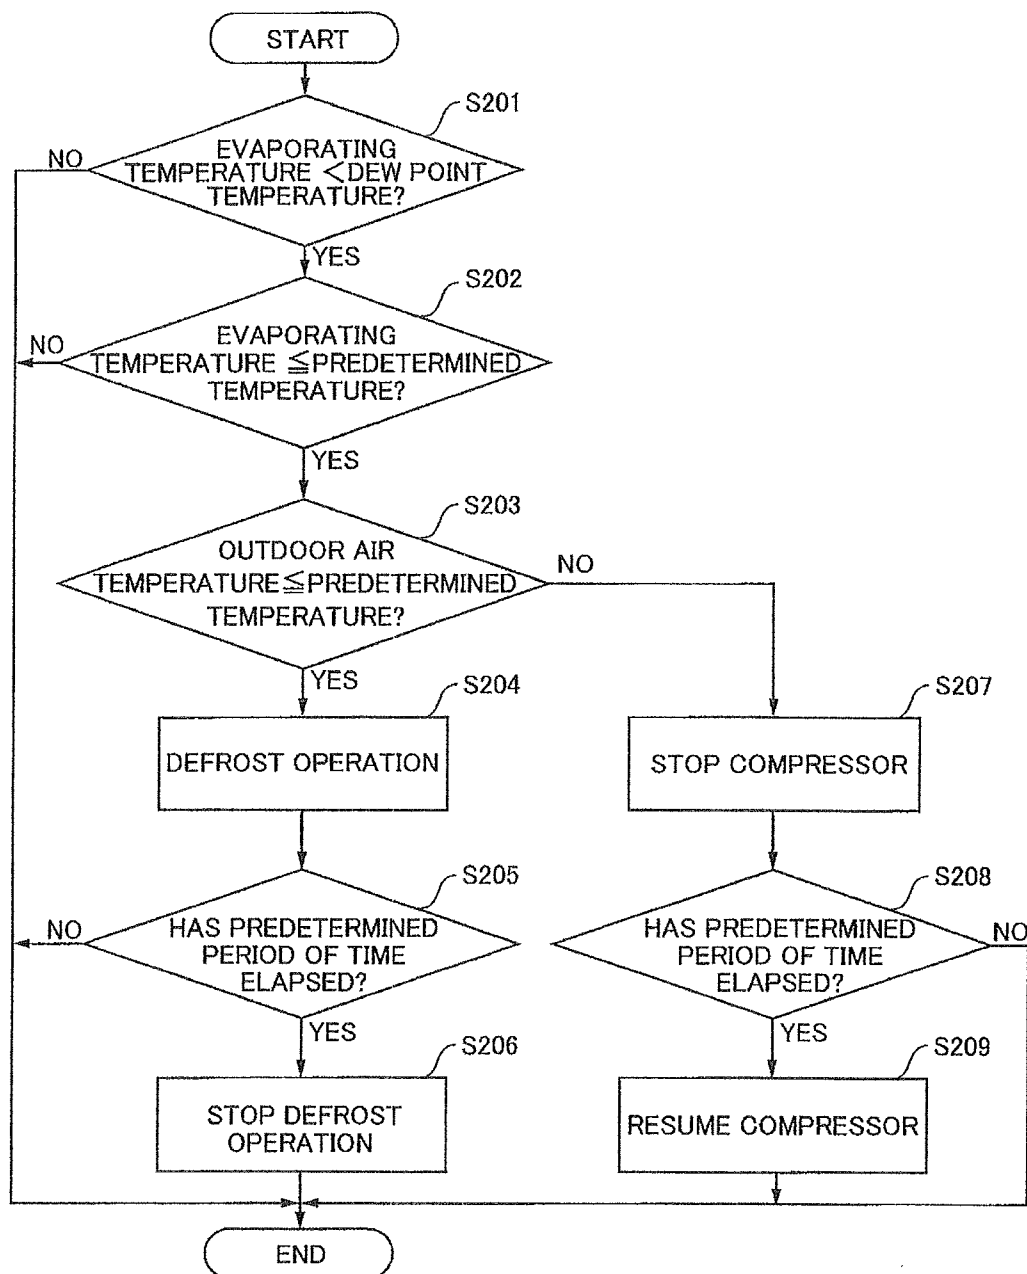 START
S201
EVAPORATING
TEMPERATURE <DEW POINT
TEMPERATURE?
NO
YES
S202
EVAPORATING
TEMPERATURE ≦PREDETERMINED
TEMPERATURE?
NO
YES
S203
OUTDOOR AIR
TEMPERATURE≦PREDETERMINED
TEMPERATURE?
NO
YES
S204
DEFROST OPERATION
S207
STOP COMPRESSOR
S205
HAS PREDETERMINED
PERIOD OF TIME
ELAPSED?
NO
YES
S208
HAS PREDETERMINED
PERIOD OF TIME
ELAPSED?
NO
YES
S206
STOP DEFROST
OPERATION
S209
RESUME COMPRESSOR
END